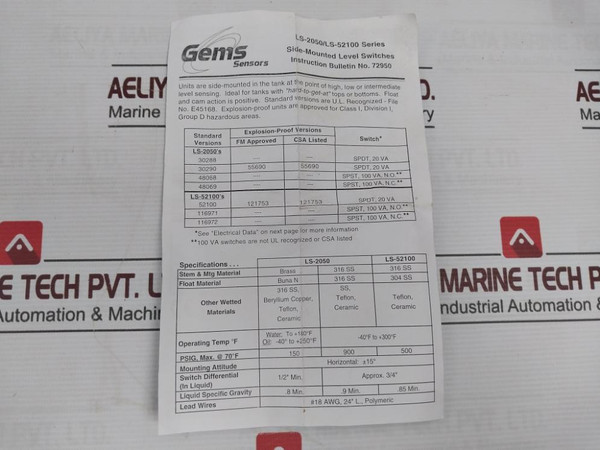 Gems
Sensors
LS-2050/LS-52100 Series
Side-Mounted Level Switches
Instruction Bulletin No. 72950
Units are side-mounted in the tank at the point of high, low or intermediate
level sensing. Ideal for tanks with "hard-to-get-at" tops or bottoms. Float
and cam action is positive. Standard versions are U.L. Recognized - File
No. E45168. Explosion-proof units are approved for Class I, Division I,
Group D hazardous areas.
Standard Versions Explosion-Proof Versions Switch*
FM Approved CSA Listed
LS-2050's
30288 — — SPDT, 20 VA
30290 55690 55690 SPDT, 20 VA
48068 — — SPST, 100 VA, N.O.**
48069 — — SPST, 100 VA, N.C.**
LS-52100's
52100 121753 121753 SPDT, 20 VA
116971 — — SPST, 100 VA, N.O.**
116972 — — SPST, 100 VA, N.C.**
*See "Electrical Data" on next page for more information
**100 VA switches are not UL recognized or CSA listed
Specifications . . . LS-2050 LS-52100
Stem & Mtg Material Brass 316 SS 316 SS
Float Material Buna N 316 SS 304 SS
Other Wetted Materials
316 SS, SS,
Beryllium Copper, Teflon, Teflon,
Teflon, Ceramic Ceramic
Ceramic
Operating Temp °F Water, To +180°F -40°F to +300°F
Oil -40° to +250°F
PSIG, Max. @ 70°F 150 900 500
Mounting Attitude Horizontal: ±15°
Switch Differential 1/2" Min. Approx. 3/4"
(In Liquid)
Liquid Specific Gravity .8 Min. .9 Min. .85 Min.
Lead Wires #18 AWG, 24" L., Polymeric
AELIYA
Marine
MARINE TECH PVT. L
Industrial Automation &
INE TECH PVT. LT
Automation & Machin